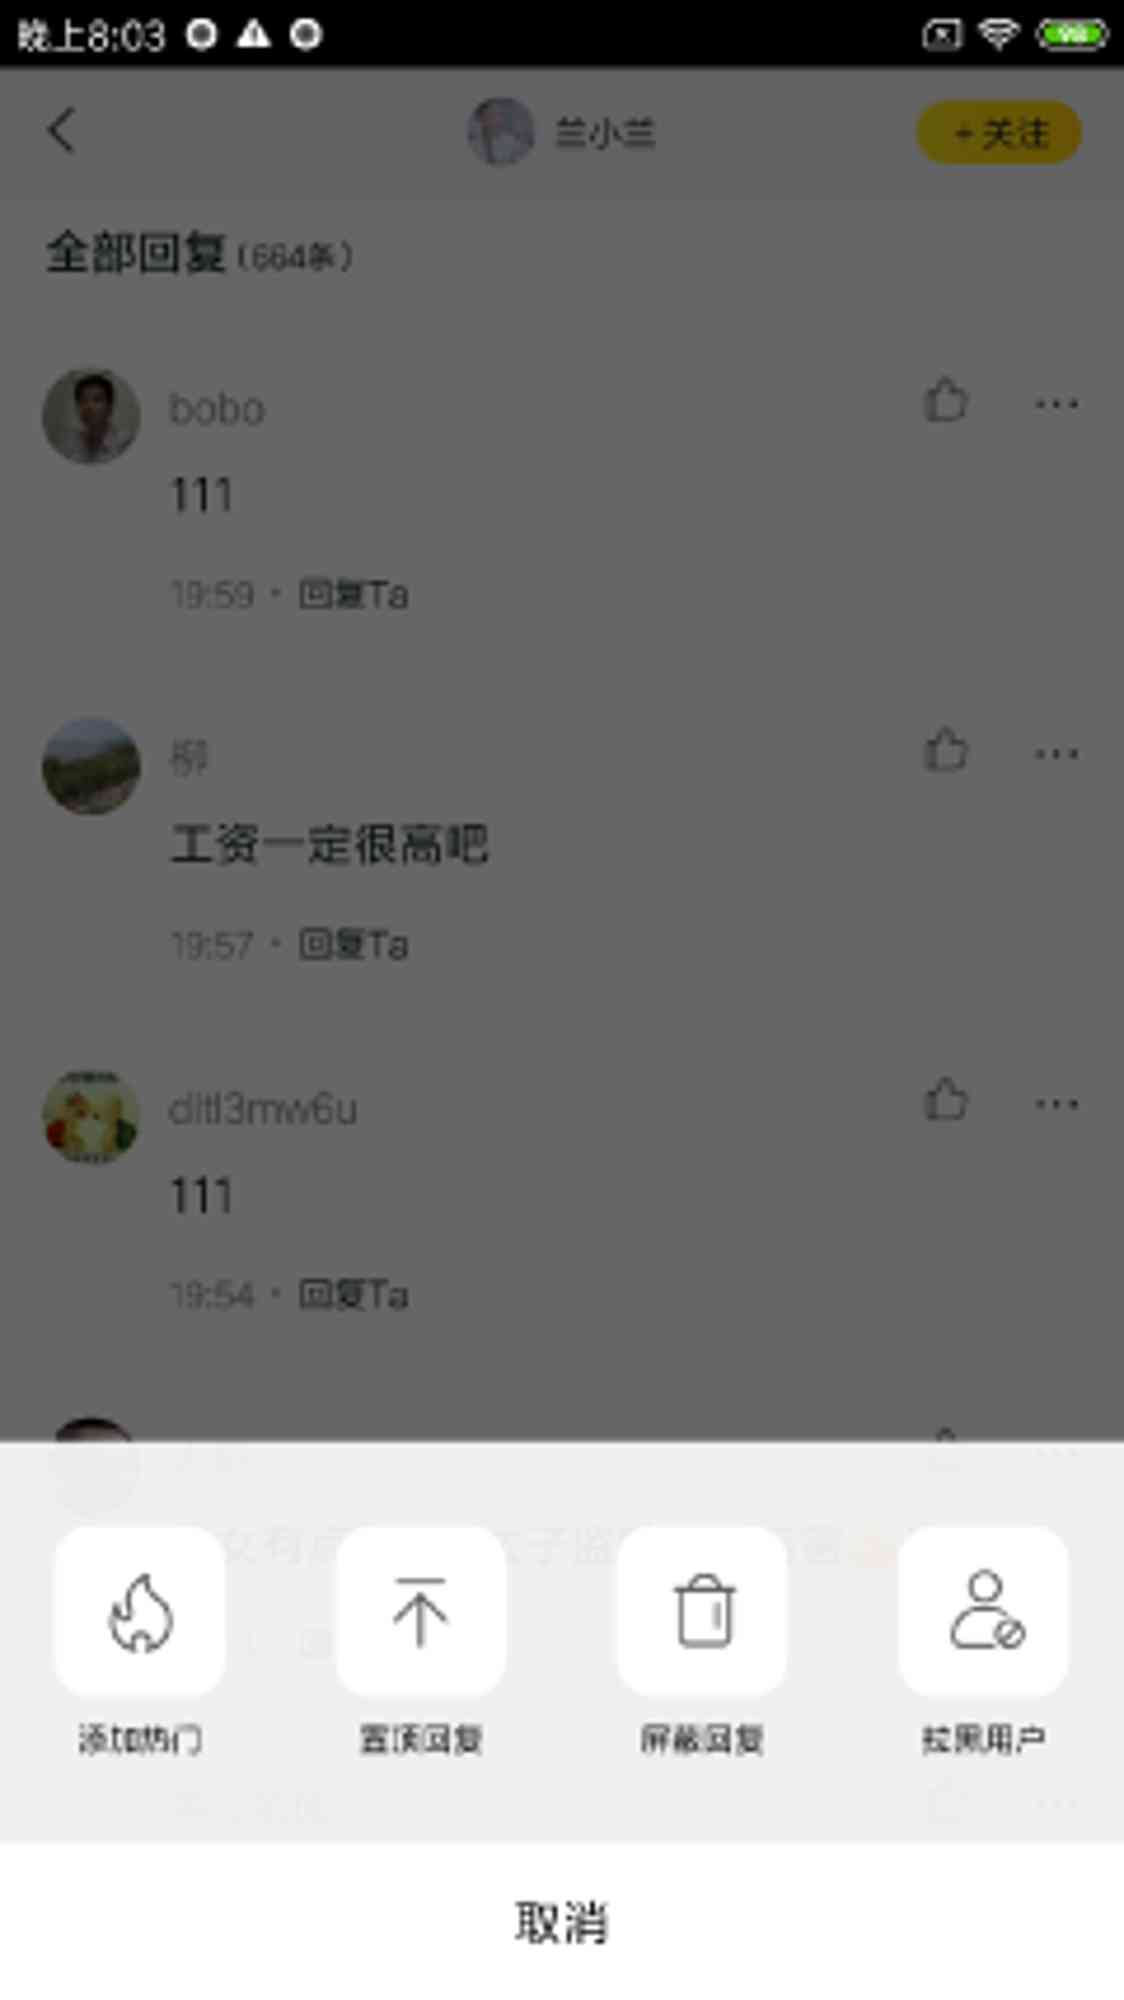 晚上8:03
98
兰小兰
+ 关注
全部回复(664条)
bobo
111
19:59 · 回复Ta
柳
工资一定很高吧
19:57 · 回复Ta
ditl3mw6u
111
19:54 · 回复Ta
添加热门
置顶回复
屏蔽回复
拉黑用户
取消